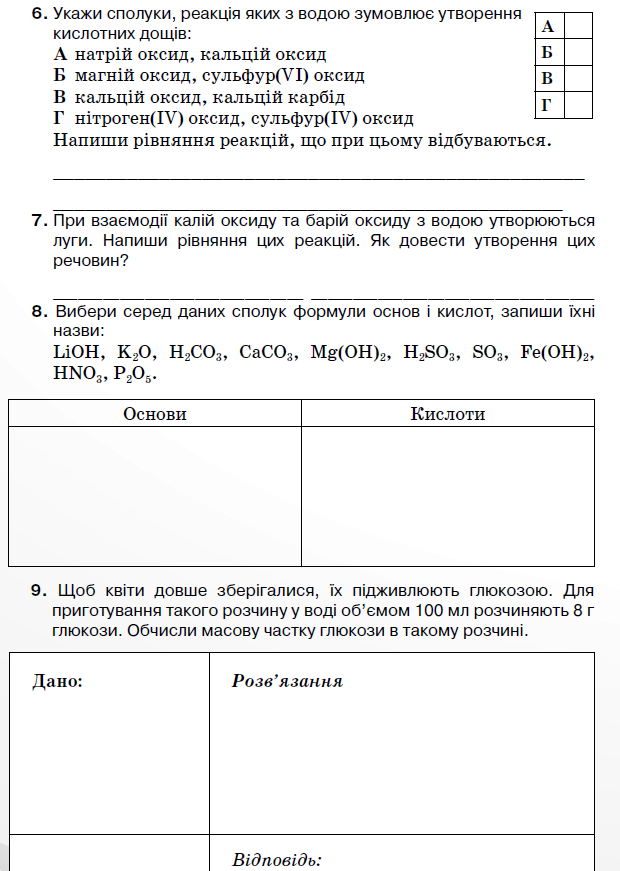 6. Укажи сполуки, реакція яких з водою зумовлює утворення
кислотних дощів:
А натрій оксид, кальцій оксид
Б магній оксид, сульфур(VI) оксид
В кальцій оксид, кальцій карбід
Г нітроген(IV) оксид, сульфур(IV) оксид
Напиши рівняння реакцій, що при цьому відбуваються.
А
Б
В
Г
7. При взаємодії калій оксиду та барій оксиду з водою утворюються
луги. Напиши рівняння цих реакцій. Як довести утворення цих
речовин?
8. Вибери серед даних сполук формули основ і кислот, запиши їхні
назви:
LiOH, K₂O, H₂CO₃, CaCO₃, Mg(OH)₂, H₂SO₃, SO₃, Fe(OH)₂,
HNO₃, P₂O₅.
Основи Кислоти
9. Щоб квіти довше зберігалися, їх підживлюють глюкозою. Для
приготування такого розчину у воді об’ємом 100 мл розчиняють 8 г
глюкози. Обчисли масову частку глюкози в такому розчині.
Дано: Розв’язання
Відповідь: